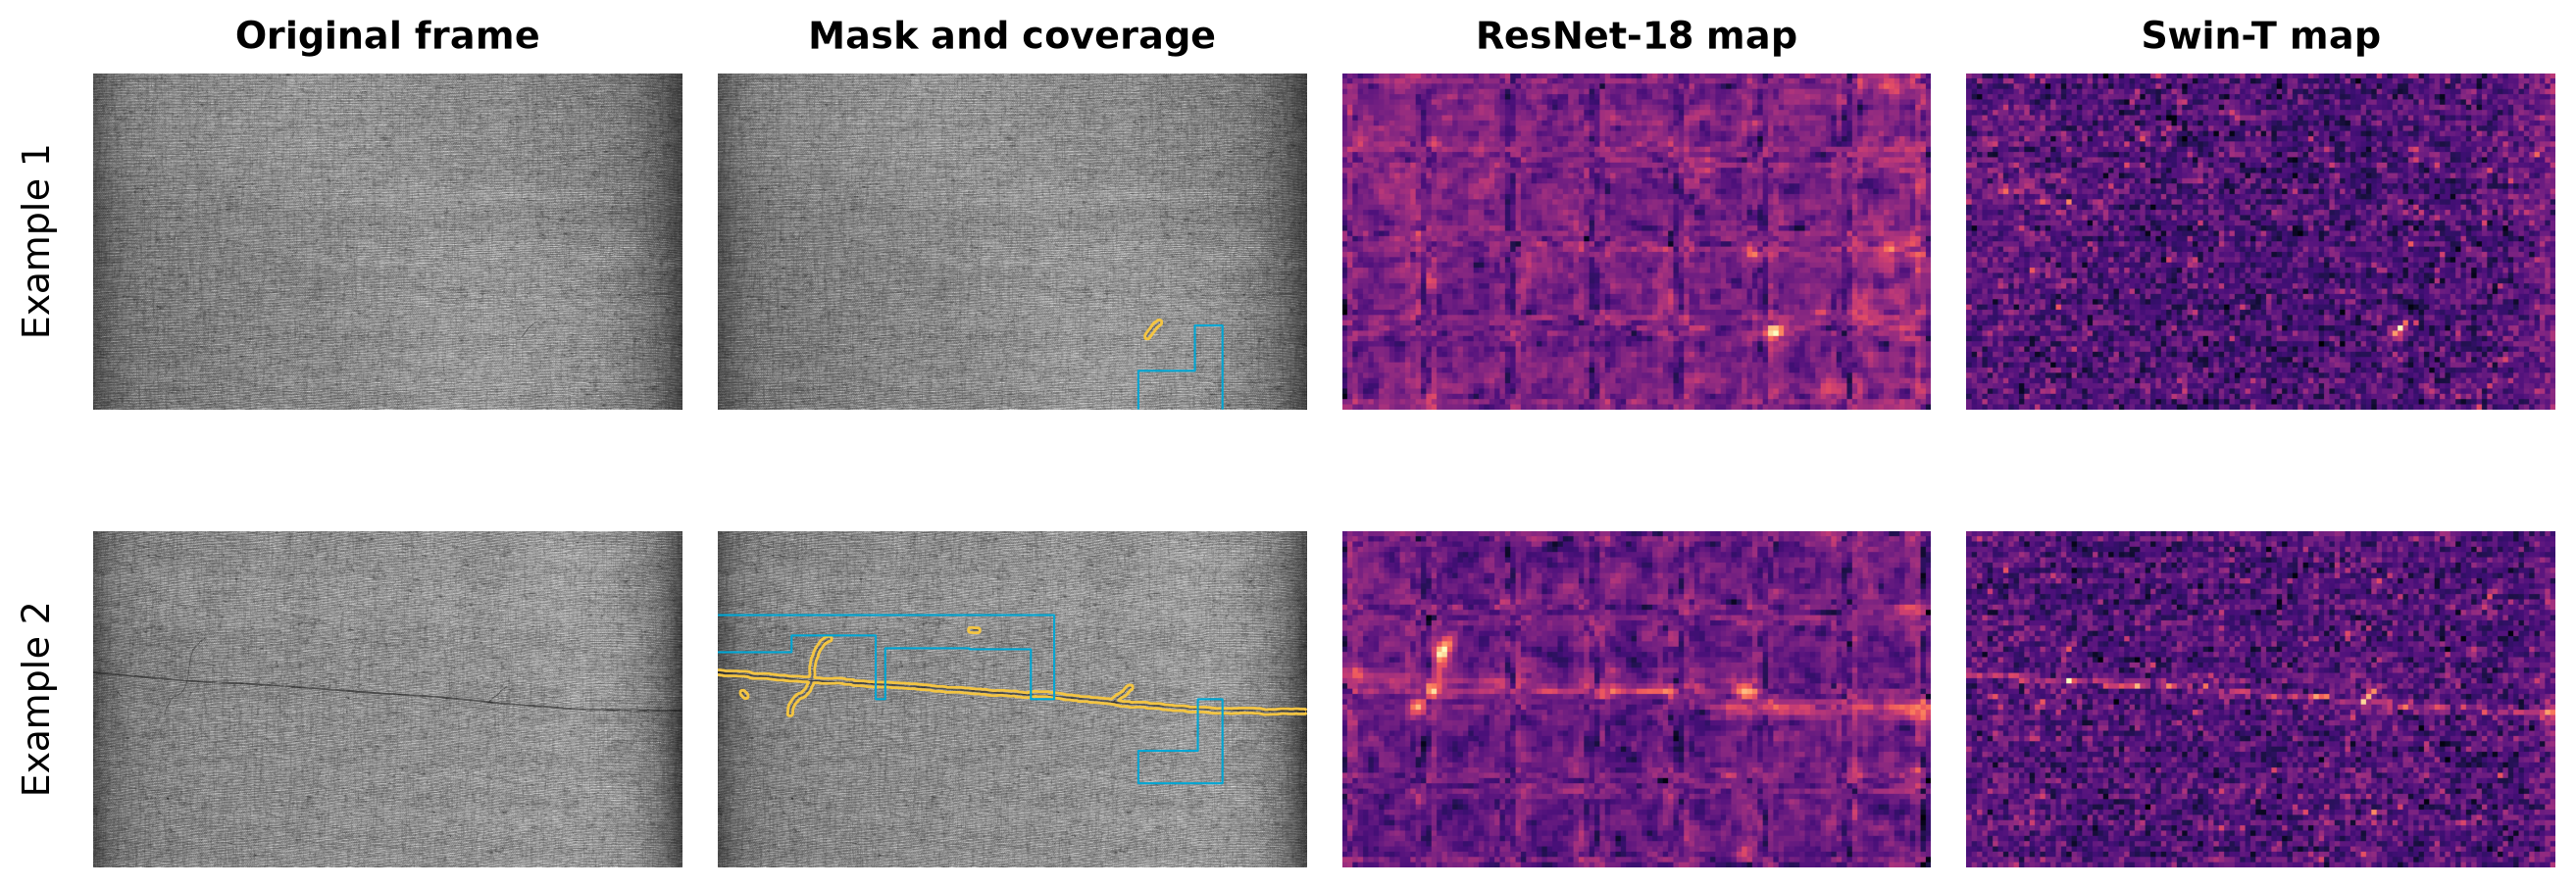 Original frame
Mask and coverage
ResNet-18 map
Swin-T map
Example 1
Example 2